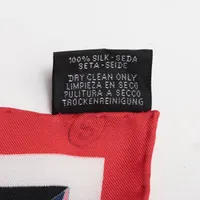 100% SILK-SEDA
SETA-SEIDE
DRY CLEAN ONLY
LIMPIEZA EN SECO
PULITURA A SECCO
TROCKENREINIGUNG